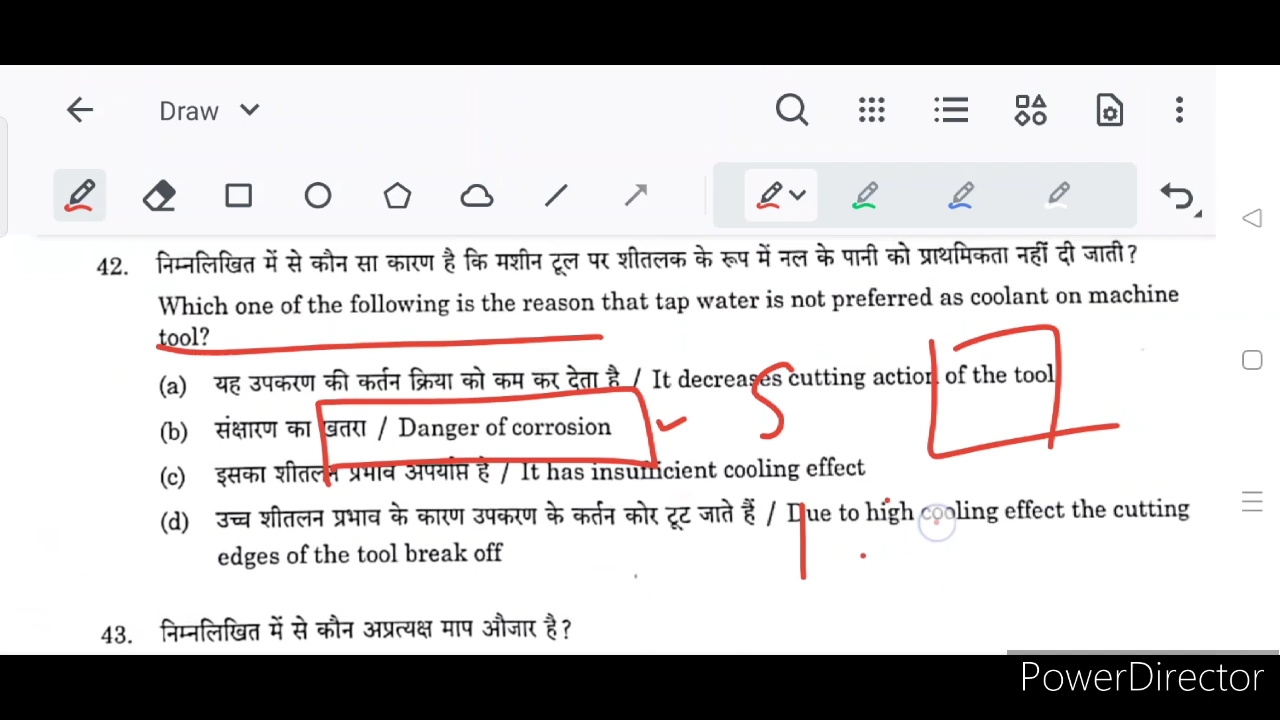 Draw
42. निम्नलिखित में से कौन सा कारण है कि मशीन टूल पर शीतलक के रूप में नल के पानी को प्राथमिकता नहीं दी जाती?
Which one of the following is the reason that tap water is not preferred as coolant on machine
tool?
(a) यह उपकरण की कर्तन क्रिया को कम कर देता है / It decreases cutting action of the tool
(b) संक्षारण का खतरा / Danger of corrosion
(c) इसका शीतलन प्रभाव अपर्याप्त है / It has insufficient cooling effect
(d) उच्च शीतलन प्रभाव के कारण उपकरण के कर्तन कोर टूट जाते हैं / Due to high cooling effect the cutting
edges of the tool break off
43. निम्नलिखित में से कौन अप्रत्यक्ष माप औजार है?
PowerDirector